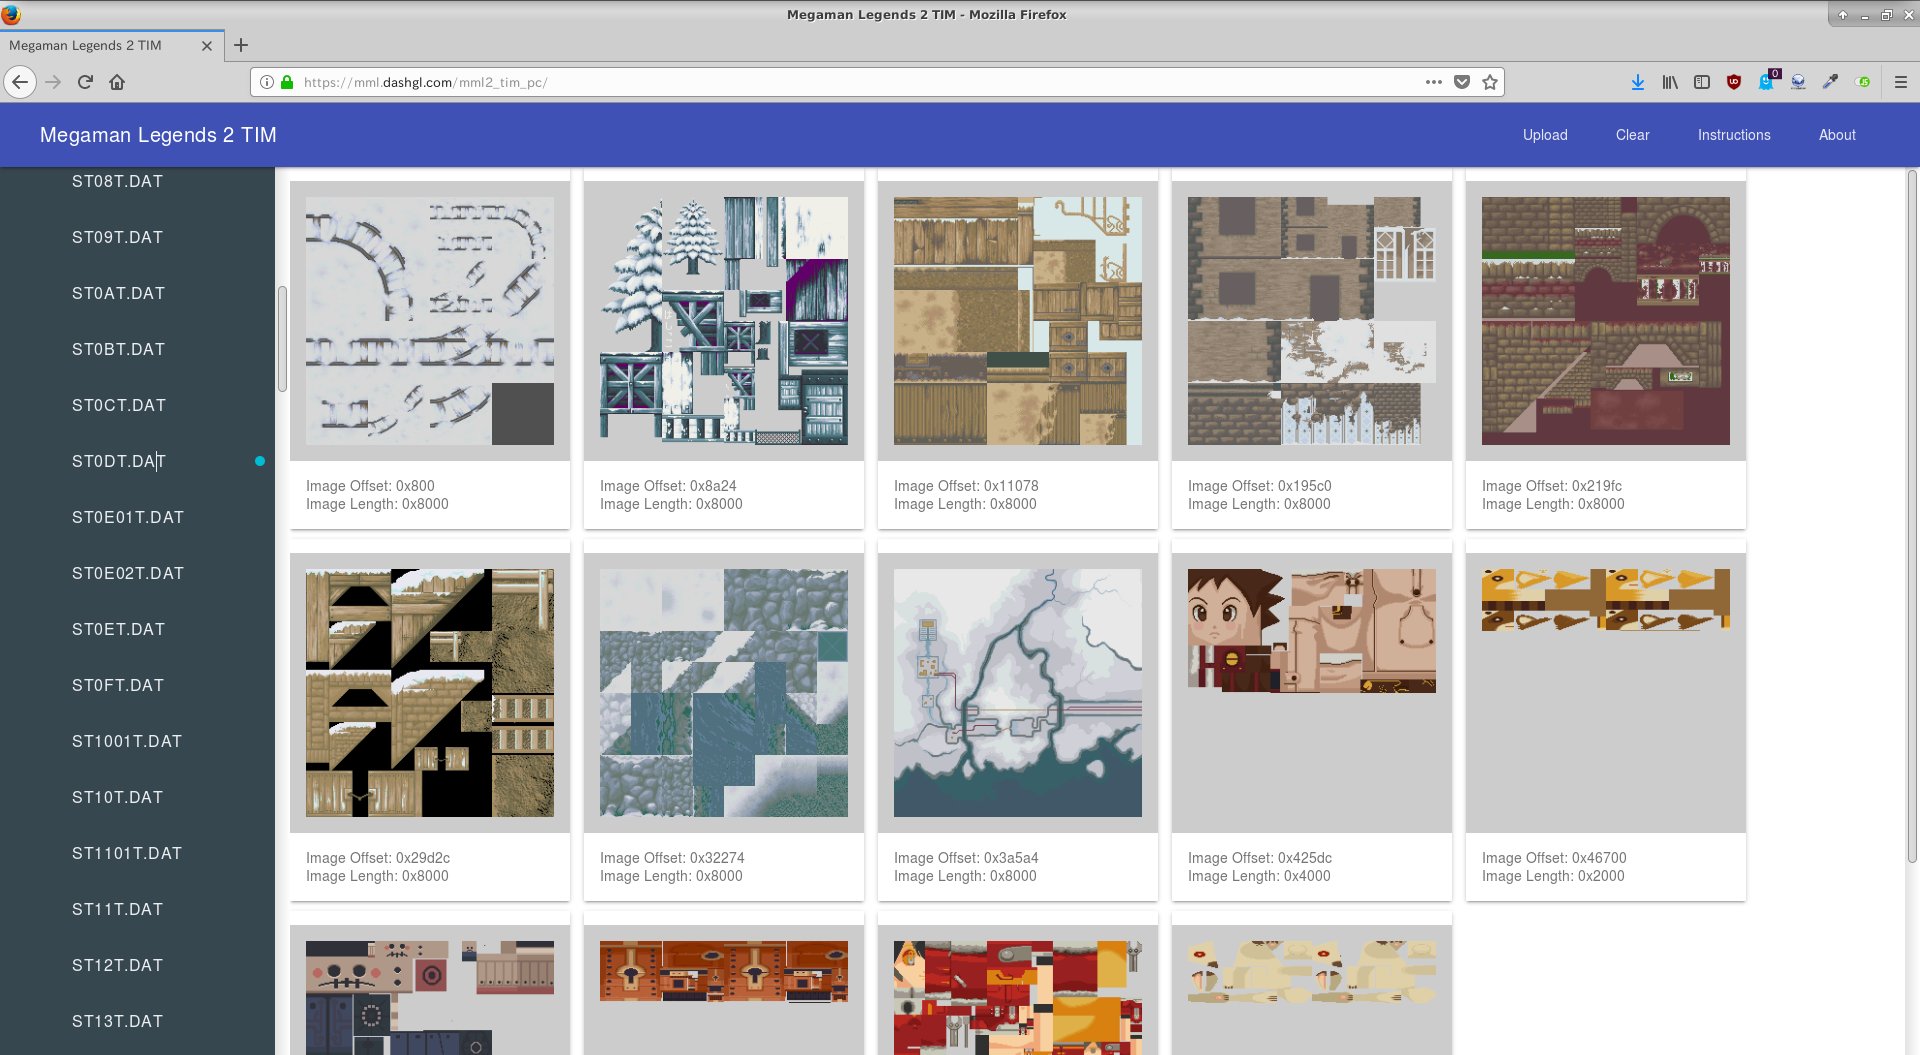 Megaman Legends 2 TIM - Mozilla Firefox
Megaman Legends 2 TIM
https://mml.dashgl.com/mml2_tim_pc/
0
Megaman Legends 2 TIM
Upload
Clear
Instructions
About
ST08T.DAT
ST09T.DAT
ST0AT.DAT
ST0BT.DAT
ST0CT.DAT
ST0DT.DAT
ST0E01T.DAT
ST0E02T.DAT
ST0ET.DAT
ST0FT.DAT
ST1001T.DAT
ST10T.DAT
ST1101T.DAT
ST11T.DAT
ST12T.DAT
ST13T.DAT
Image Offset: 0x800
Image Length: 0x8000
Image Offset: 0x8a24
Image Length: 0x8000
Image Offset: 0x11078
Image Length: 0x8000
Image Offset: 0x195c0
Image Length: 0x8000
Image Offset: 0x219fc
Image Length: 0x8000
Image Offset: 0x29d2c
Image Length: 0x8000
Image Offset: 0x32274
Image Length: 0x8000
Image Offset: 0x3a5a4
Image Length: 0x8000
Image Offset: 0x425dc
Image Length: 0x4000
Image Offset: 0x46700
Image Length: 0x2000